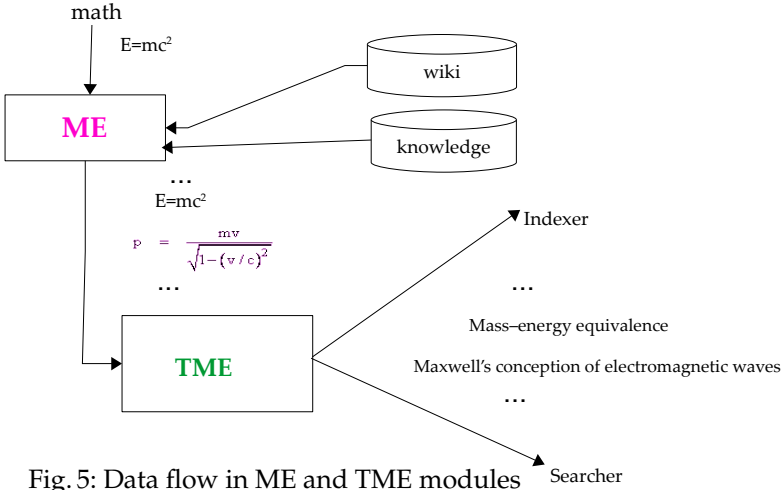 math
E=mc²
wiki
ME
knowledge
...
E=mc²
p = mv / √1-(v/c)²
...
Indexer
...
Mass–energy equivalence
TME
Maxwell's conception of electromagnetic waves
...
Searcher
Fig. 5: Data flow in ME and TME modules